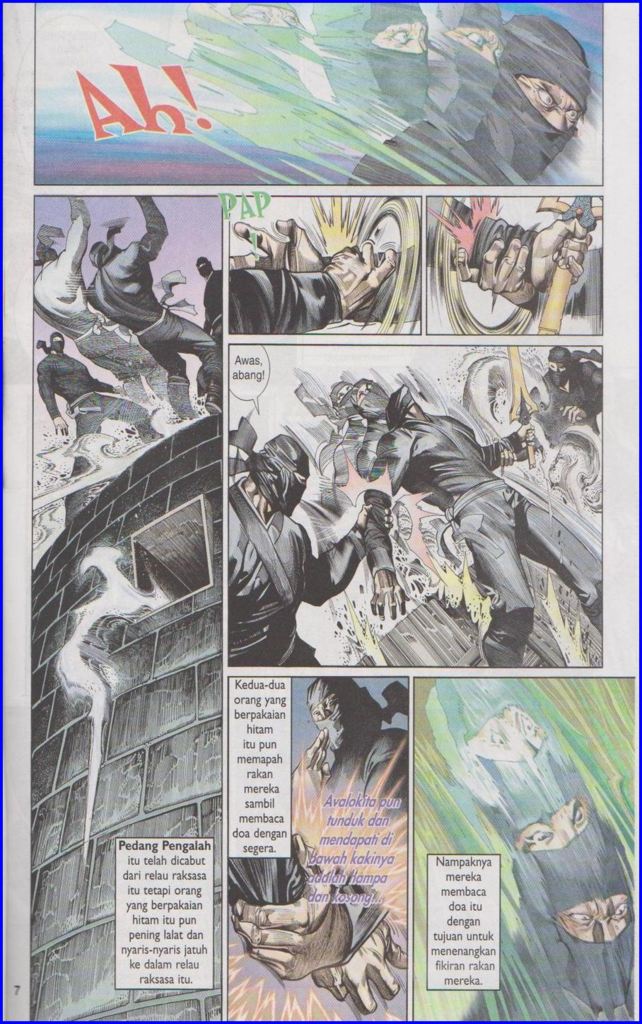 Ah!
PAP
!
Awas,
abang!
Pedang Pengalah
itu telah dicabut
dari relau raksasa
itu tetapi orang
yang berpakaian
hitam itu pun
pening lalat dan
nyaris-nyaris jatuh
ke dalam relau
raksasa itu.
Kedua-dua
orang yang
berpakaian
hitam
itu pun
memapah
rakan
mereka
sambil
membaca
doa dengan
segera.
Avalokita pun
tunduk dan
mendapah di
bawah kakinya
adalah hampa
dan kosong...
Nampaknya
mereka
membaca
doa itu
dengan
tujuan untuk
menenangkan
fikiran rakan
mereka.
7